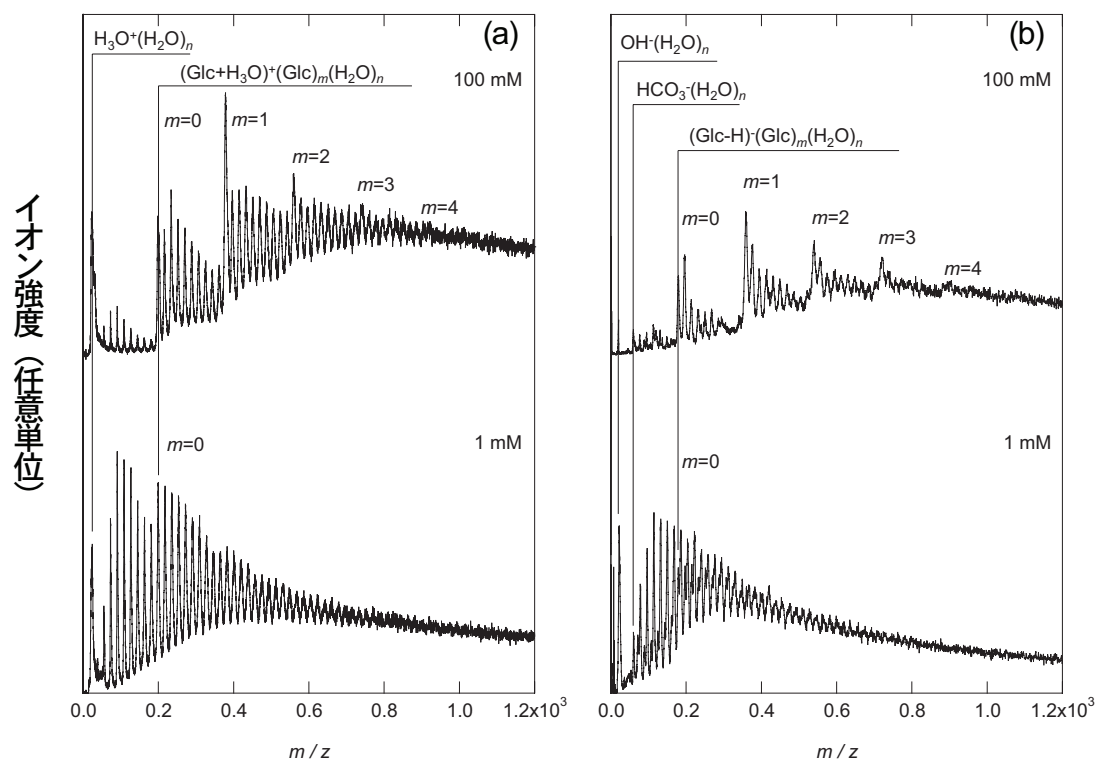 イオン強度（任意単位）
(a)
H₃O⁺(H₂O)ₙ
100 mM
(Glc+H₃O)⁺(Glc)ₘ(H₂O)ₙ
m=0
m=1
m=2
m=3
m=4
1 mM
m=0
0.0 0.2 0.4 0.6 0.8 1.0 1.2x10³
m / z
(b)
OH⁻(H₂O)ₙ
100 mM
HCO₃⁻(H₂O)ₙ
(Glc-H)⁻(Glc)ₘ(H₂O)ₙ
m=1
m=0
m=2
m=3
m=4
1 mM
m=0
0.0 0.2 0.4 0.6 0.8 1.0 1.2x10³
m / z